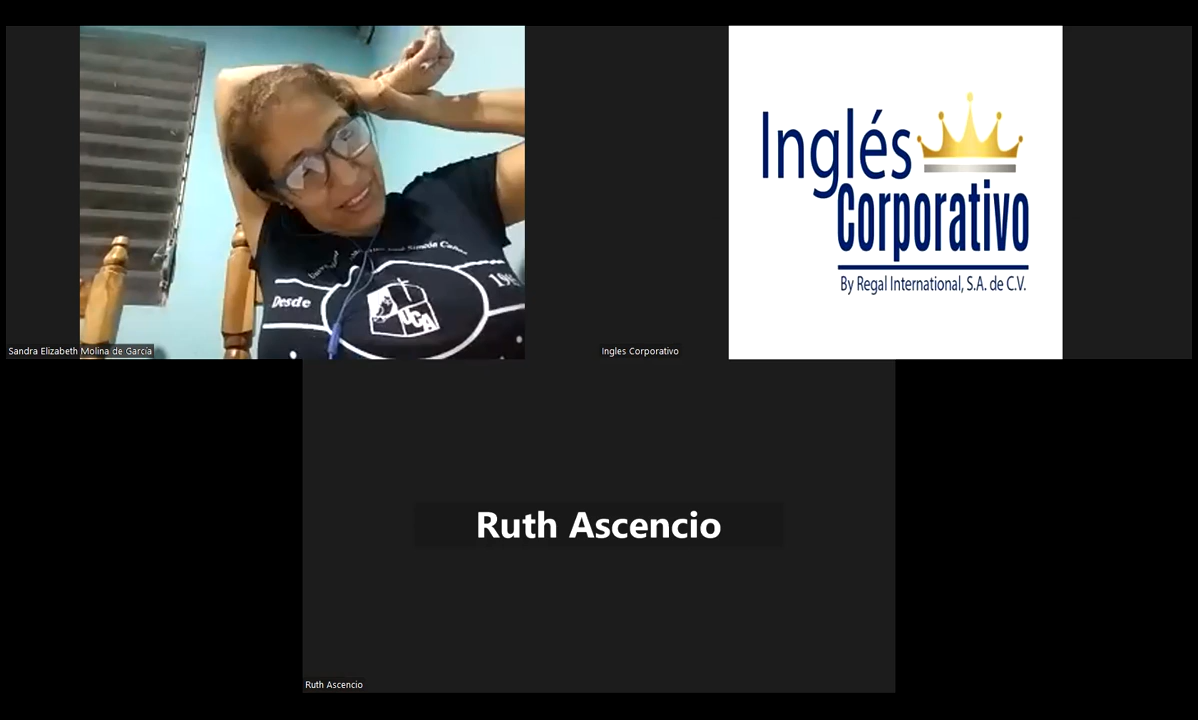 Desde
UCA
Sandra Elizabeth Molina de García
Inglés
Corporativo
By Regal International, S.A. de C.V.
Ingles Corporativo
Ruth Ascencio
Ruth Ascencio